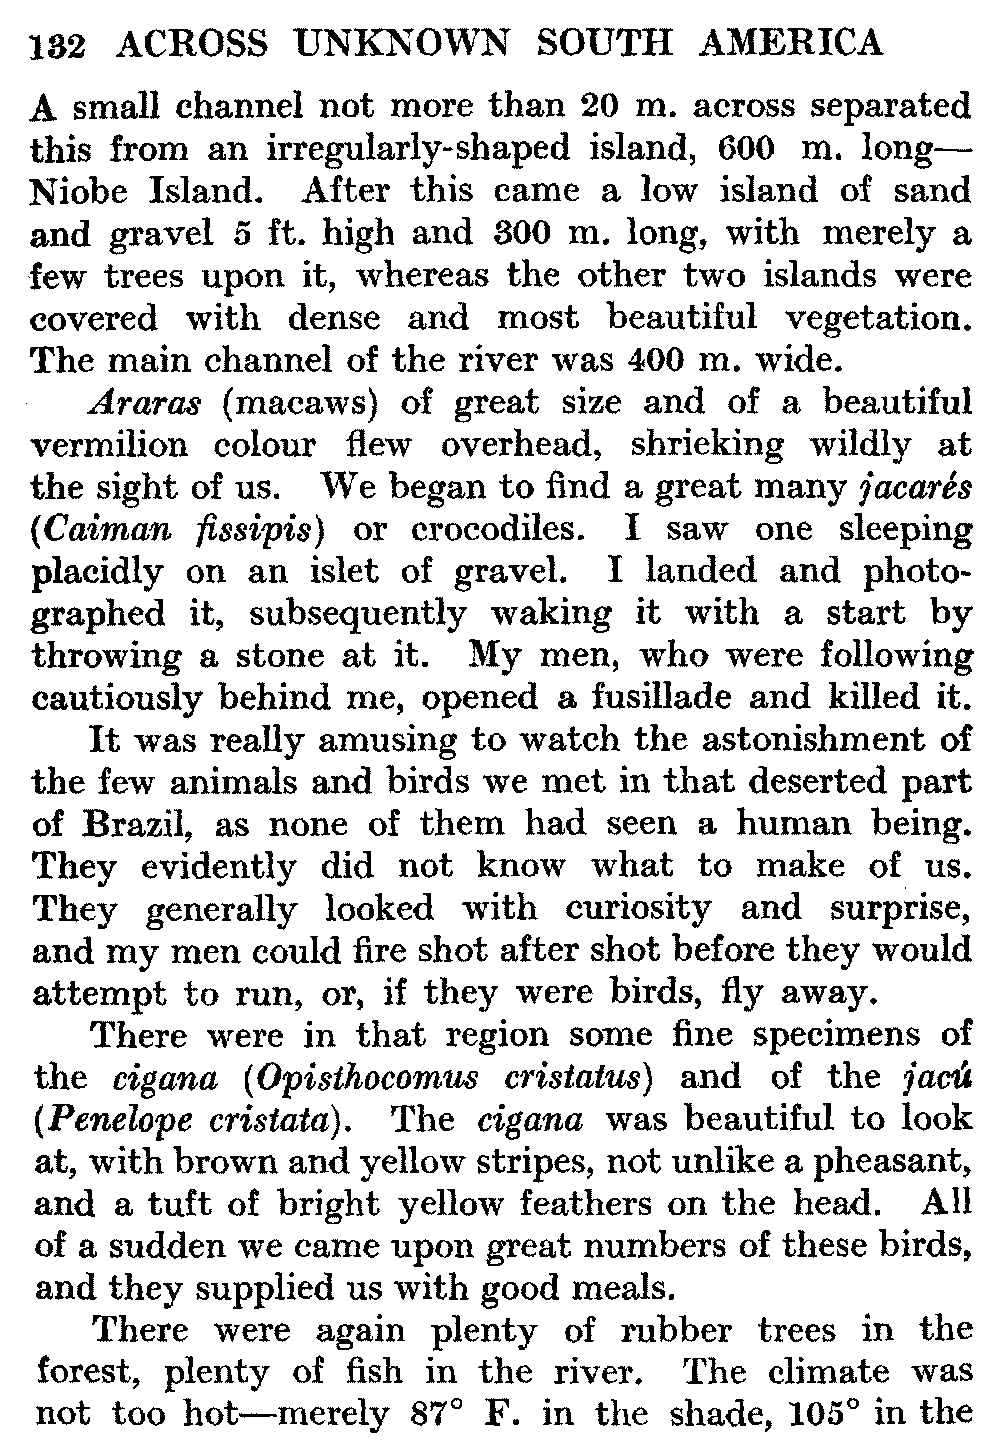 132 ACROSS UNKNOWN SOUTH AMERICA
A small channel not more than 20 m. across separated
this from an irregularly-shaped island, 600 m. long—
Niobe Island. After this came a low island of sand
and gravel 5 ft. high and 300 m. long, with merely a
few trees upon it, whereas the other two islands were
covered with dense and most beautiful vegetation.
The main channel of the river was 400 m. wide.
Araras (macaws) of great size and of a beautiful
vermilion colour flew overhead, shrieking wildly at
the sight of us. We began to find a great many jacarés
(Caiman fissipis) or crocodiles. I saw one sleeping
placidly on an islet of gravel. I landed and photo-
graphed it, subsequently waking it with a start by
throwing a stone at it. My men, who were following
cautiously behind me, opened a fusillade and killed it.
It was really amusing to watch the astonishment of
the few animals and birds we met in that deserted part
of Brazil, as none of them had seen a human being.
They evidently did not know what to make of us.
They generally looked with curiosity and surprise,
and my men could fire shot after shot before they would
attempt to run, or, if they were birds, fly away.
There were in that region some fine specimens of
the cigana (Opisthocomus cristatus) and of the jacú
(Penelope cristata). The cigana was beautiful to look
at, with brown and yellow stripes, not unlike a pheasant,
and a tuft of bright yellow feathers on the head. All
of a sudden we came upon great numbers of these birds,
and they supplied us with good meals.
There were again plenty of rubber trees in the
forest, plenty of fish in the river. The climate was
not too hot—merely 87° F. in the shade, 105° in the